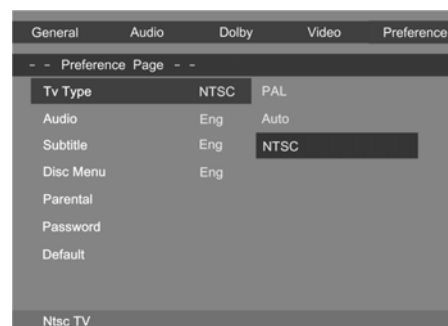 General Audio Dolby Video Preference
- - Preference Page - -
Tv Type NTSC PAL
Audio Eng Auto
Subtitle Eng NTSC
Disc Menu Eng
Parental
Password
Default
Ntsc TV